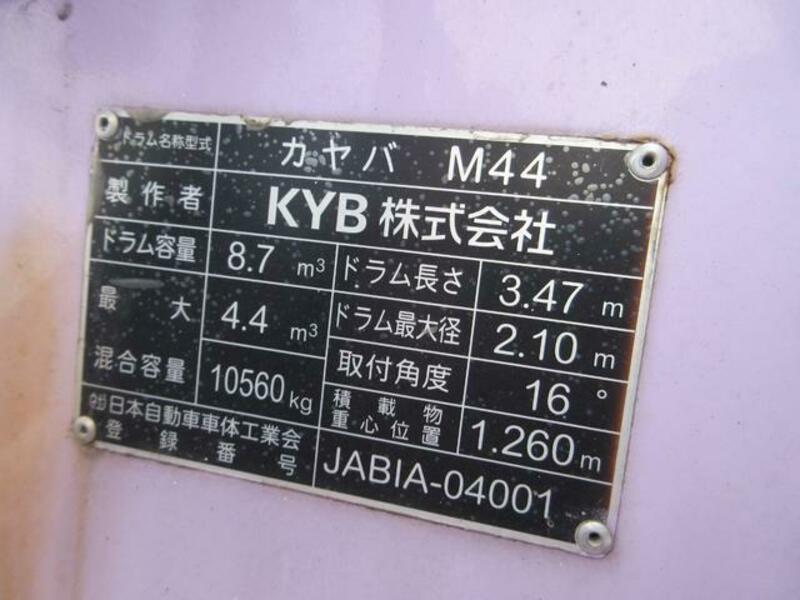 ドラム名称型式 カヤバ M44
製作者 KYB 株式会社
ドラム容量 8.7 m³ ドラム長さ 3.47 m
最大混合容量 4.4 m³ ドラム最大径 2.10 m
10560kg 取付角度 16°
積載物重心位置 1.260m
㈳日本自動車車体工業会
登録番号 JABIA-04001